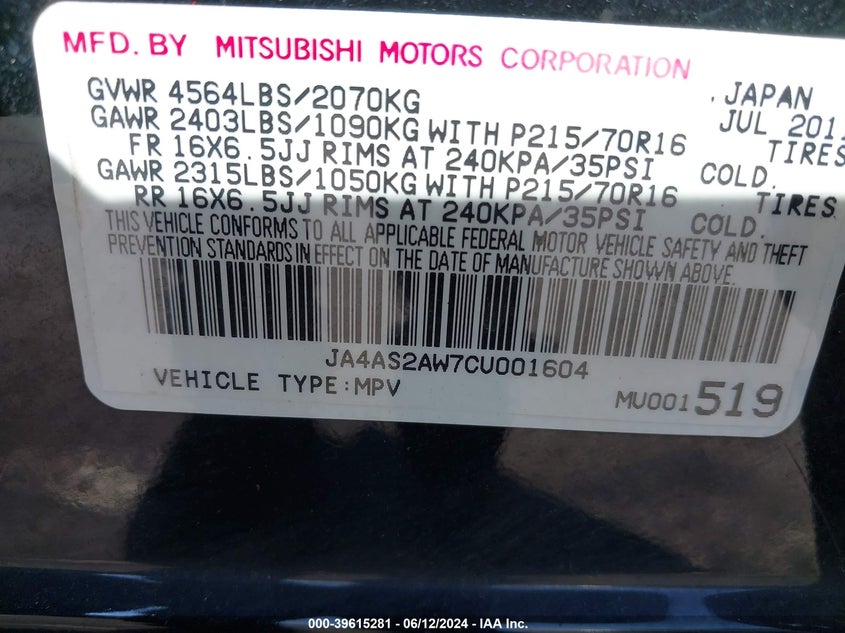 MFD. BY MITSUBISHI MOTORS CORPORATION
GVWR 4564LBS/2070KG . JAPAN
GAWR 2403LBS/1090KG WITH P215/70R16 JUL 2011
FR 16X6.5JJ RIMS AT 240KPA/35PSI TIRES
GAWR 2315LBS/1050KG WITH P215/70R16 COLD.
RR 16X6.5JJ RIMS AT 240KPA/35PSI TIRES
COLD.
THIS VEHICLE CONFORMS TO ALL APPLICABLE FEDERAL MOTOR VEHICLE SAFETY AND THEFT
PREVENTION STANDARDS IN EFFECT ON THE DATE OF MANUFACTURE SHOWN ABOVE.
JA4AS2AW7CU001604
VEHICLE TYPE:MPV
MU001519
000-39615281 - 06/12/2024 - IAA Inc.